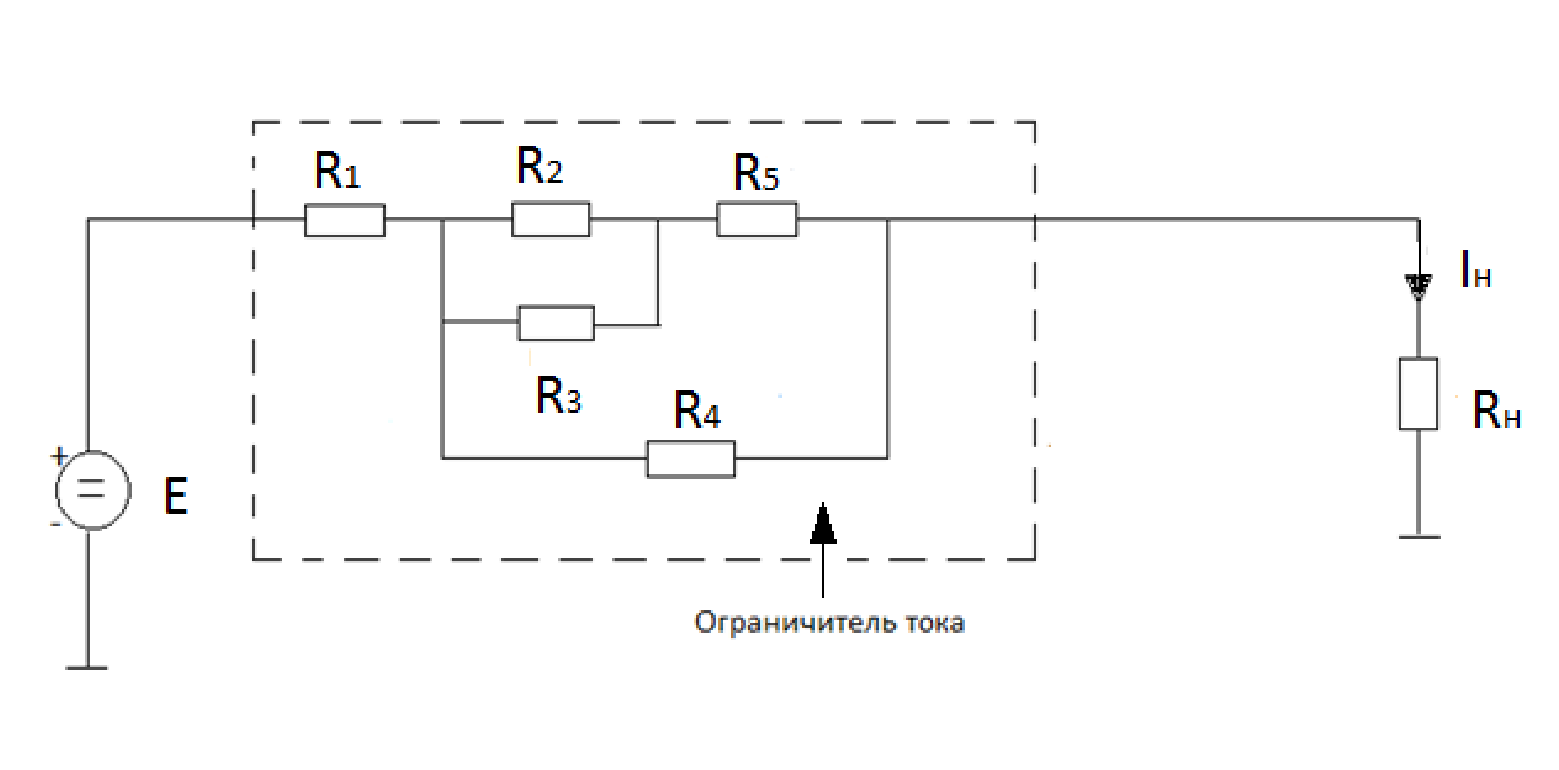 R1
R2
R5
R3
R4
Iн
Rн
+
=
-
E
Ограничитель тока